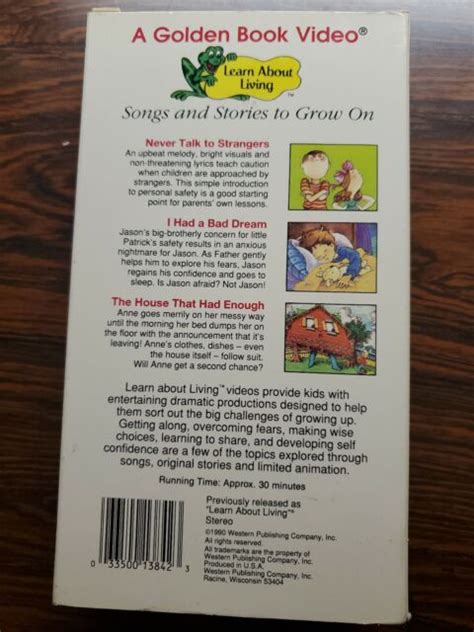 A Golden Book Video®
Learn About
Living™
Songs and Stories to Grow On
Never Talk to Strangers
An upbeat melody, bright visuals and
non-threatening lyrics teach caution
when children are approached by
strangers. This simple introduction
to personal safety is a good starting
point for parents' own lessons.
I Had a Bad Dream
Jason's big-brotherly concern for little
Patrick's safety results in an anxious
nightmare for Jason. As Father gently
helps him to explore his fears, Jason
regains his confidence and goes to
sleep. Is Jason afraid? Not Jason!
The House That Had Enough
Anne goes merrily on her messy way
until the morning her bed dumps her on
the floor with the announcement that it's
leaving! Anne's clothes, dishes – even
the house itself – follow suit.
Will Anne get a second chance?
Learn about Living™ videos provide kids with
entertaining dramatic productions designed to help
them sort out the big challenges of growing up.
Getting along, overcoming fears, making wise
choices, learning to share, and developing self
confidence are a few of the topics explored through
songs, original stories and limited animation.
Running Time: Approx. 30 minutes
Previously released as
"Learn About Living"®
Stereo
©1990 Western Publishing Company, Inc.
All rights reserved.
All trademarks are the property of
Western Publishing Company, Inc.
Produced in U.S.A.
Western Publishing Company, Inc.
Racine, Wisconsin 53404
0 33500 13842 3